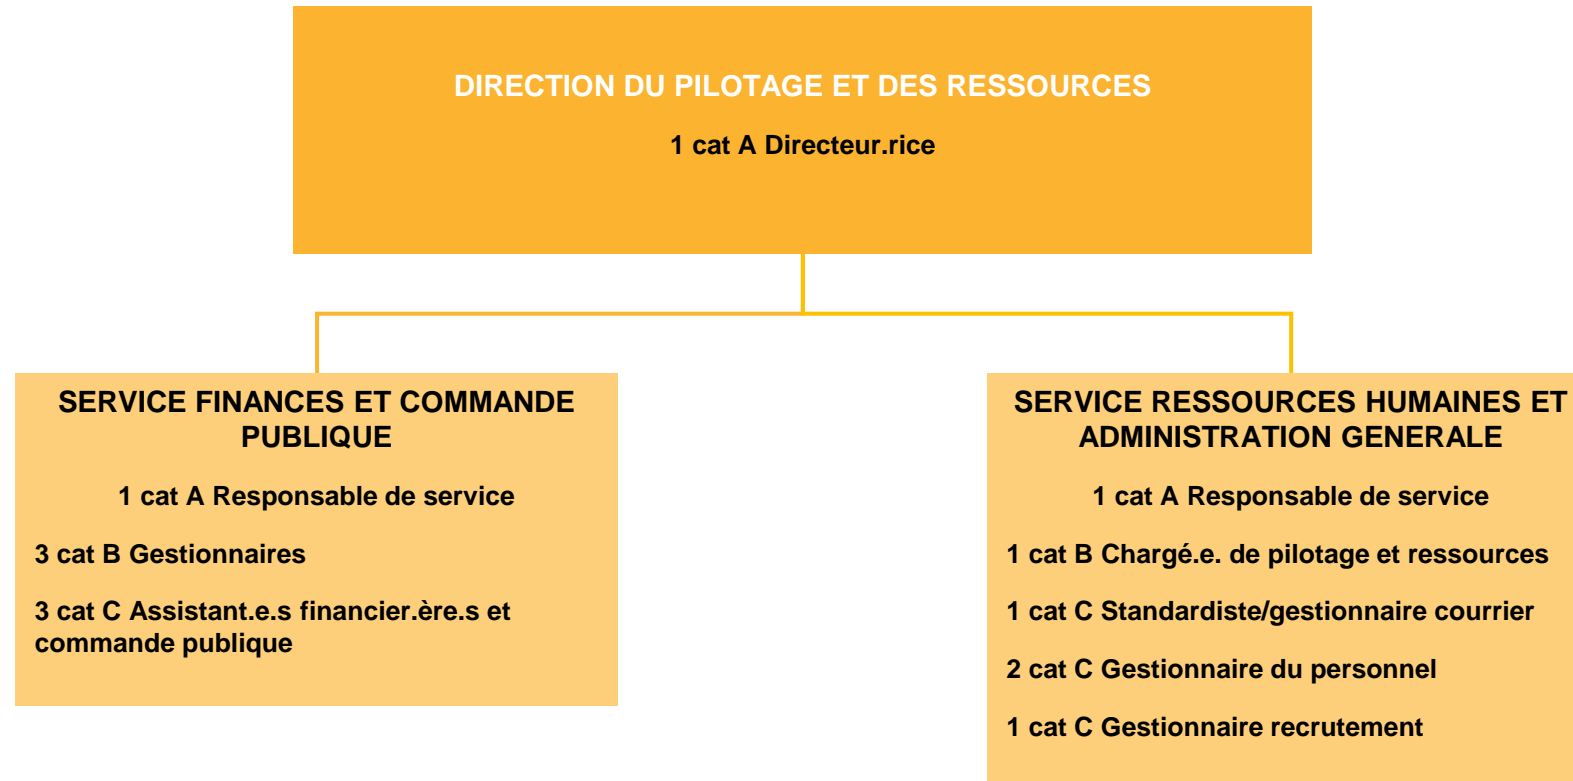 DIRECTION DU PILOTAGE ET DES RESSOURCES
1 cat A Directeur.rice
SERVICE FINANCES ET COMMANDE
PUBLIQUE
1 cat A Responsable de service
3 cat B Gestionnaires
3 cat C Assistant.e.s financier.ère.s et
commande publique
SERVICE RESSOURCES HUMAINES ET
ADMINISTRATION GENERALE
1 cat A Responsable de service
1 cat B Chargé.e. de pilotage et ressources
1 cat C Standardiste/gestionnaire courrier
2 cat C Gestionnaire du personnel
1 cat C Gestionnaire recrutement